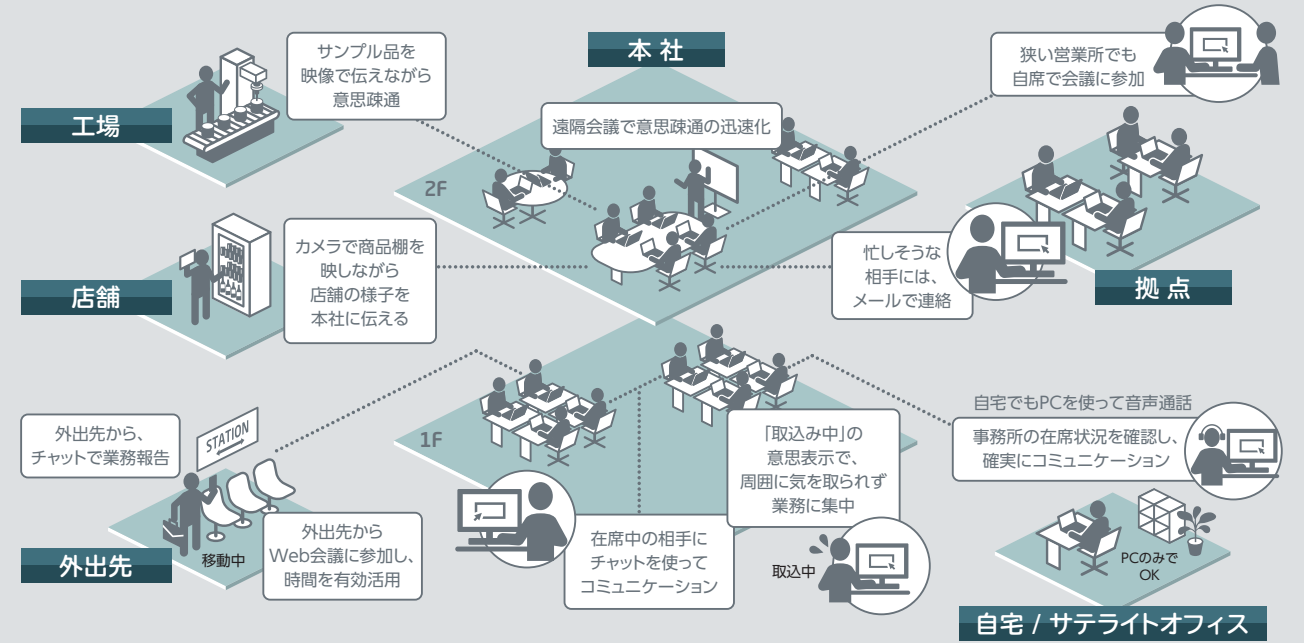 工場
サンプル品を
映像で伝えながら
意思疎通
本社
遠隔会議で意思疎通の迅速化
2F
狭い営業所でも
自席で会議に参加
店舗
カメラで商品棚を
映しながら
店舗の様子を
本社に伝える
忙しそうな
相手には、
メールで連絡
拠点
外出先から、
チャットで業務報告
STATION
移動中
外出先
外出先から
Web会議に参加し、
時間を有効活用
1F
在席中の相手に
チャットを使って
コミュニケーション
「取込み中」の
意思表示で、
周囲に気を取られず
業務に集中
取込中
自宅でもPCを使って音声通話
事務所の在席状況を確認し、
確実にコミュニケーション
PCのみで
OK
自宅 / サテライトオフィス